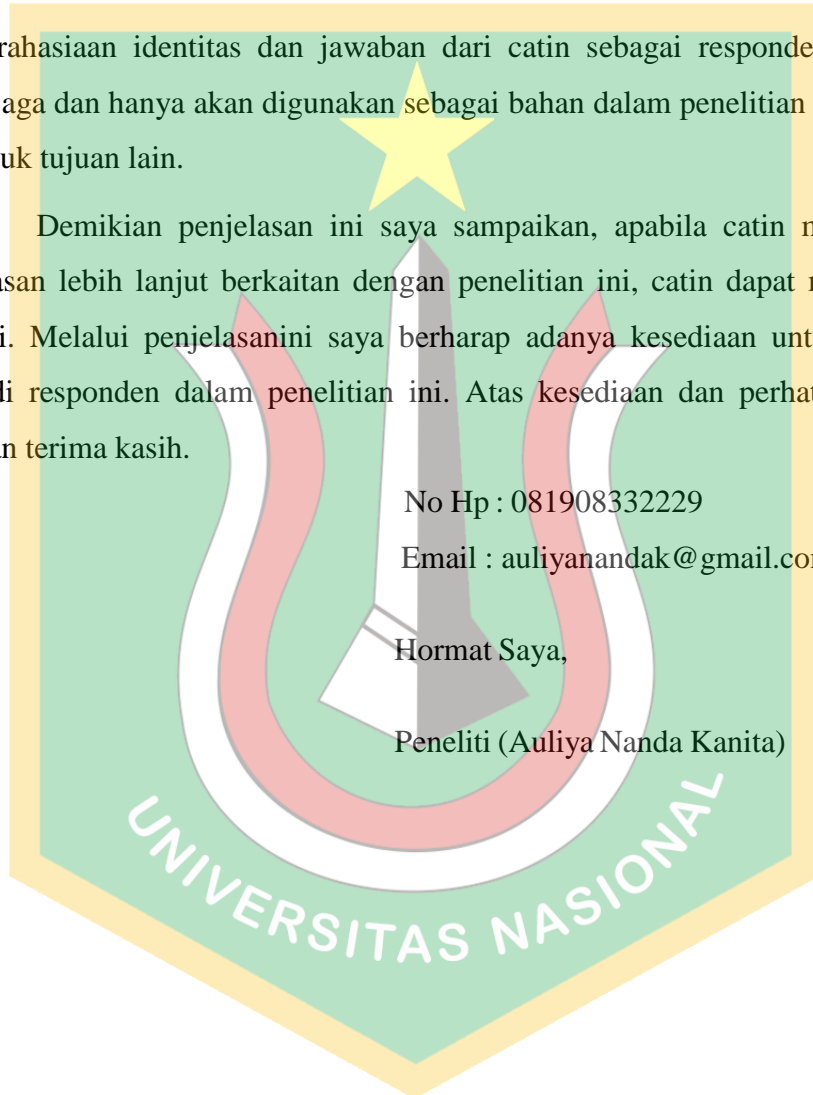 rahasiaan identitas dan jawaban dari catin sebagai responde
aga dan hanya akan digunakan sebagai bahan dalam penelitian
uk tujuan lain.
Demikian penjelasan ini saya sampaikan, apabila catin
asan lebih lanjut berkaitan dengan penelitian ini, catin dapat
i. Melalui penjelasanini saya berharap adanya kesediaan unt
di responden dalam penelitian ini. Atas kesediaan dan perhat
an terima kasih.
No Hp : 081908332229
Email : auliyanandak@gmail.co
Hormat Saya,
Peneliti (Auliya Nanda Kanita)
UNIVERSITAS NASIONAL